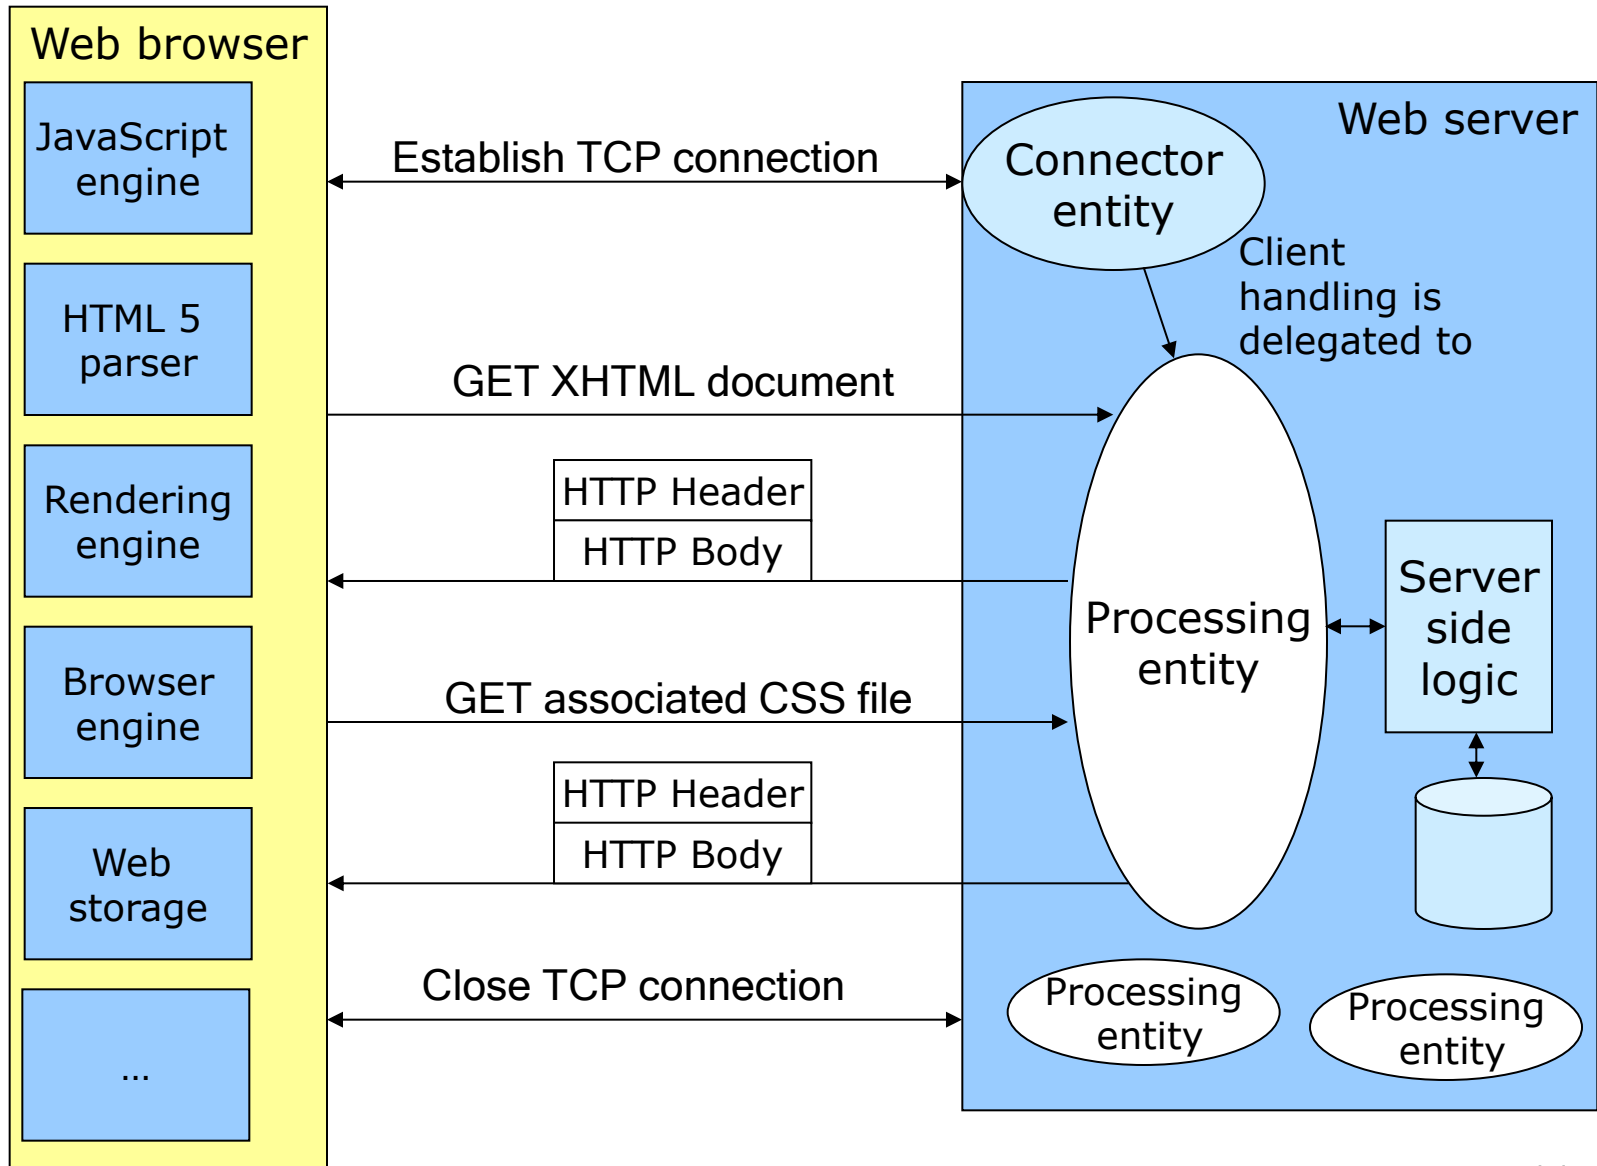 Web browser
JavaScript
engine
HTML 5
parser
Rendering
engine
Browser
engine
Web
storage
...
Establish TCP connection
GET XHTML document
HTTP Header
HTTP Body
GET associated CSS file
HTTP Header
HTTP Body
Close TCP connection
Web server
Connector
entity
Client
handling is
delegated to
Processing
entity
Server
side
logic
Processing
entity
Processing
entity